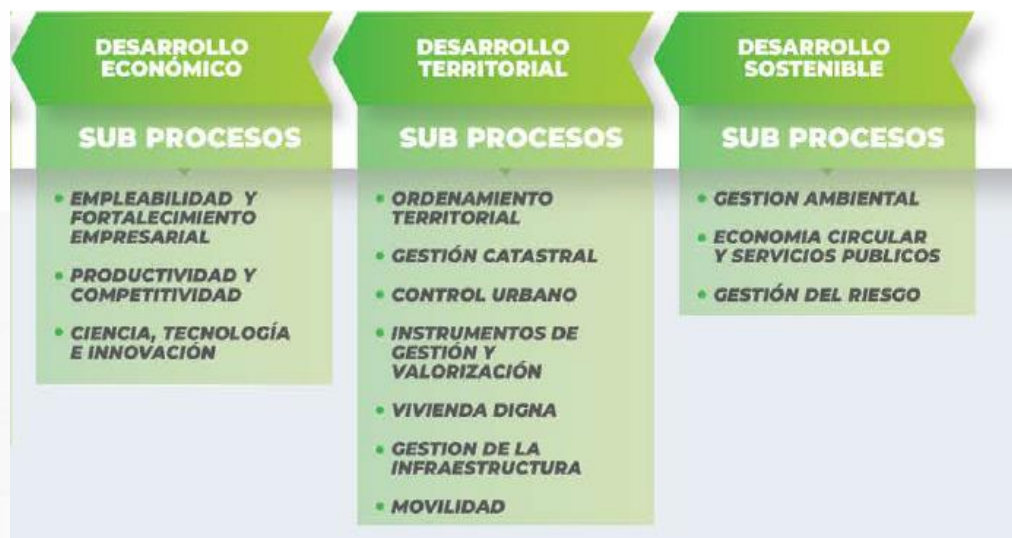 DESARROLLO
ECONÓMICO
SUB PROCESOS
EMPLEABILIDAD Y
FORTALECIMIENTO
EMPRESARIAL
PRODUCTIVIDAD Y
COMPETITIVIDAD
CIENCIA, TECNOLOGÍA
E INNOVACIÓN
DESARROLLO
TERRITORIAL
SUB PROCESOS
ORDENAMIENTO
TERRITORIAL
GESTIÓN CATASTRAL
CONTROL URBANO
INSTRUMENTOS DE
GESTIÓN Y
VALORIZACIÓN
VIVIENDA DIGNA
GESTION DE LA
INFRAESTRUCTURA
MOVILIDAD
DESARROLLO
SOSTENIBLE
SUB PROCESOS
GESTION AMBIENTAL
ECONOMIA CIRCULAR
Y SERVICIOS PUBLICOS
GESTIÓN DEL RIESGO